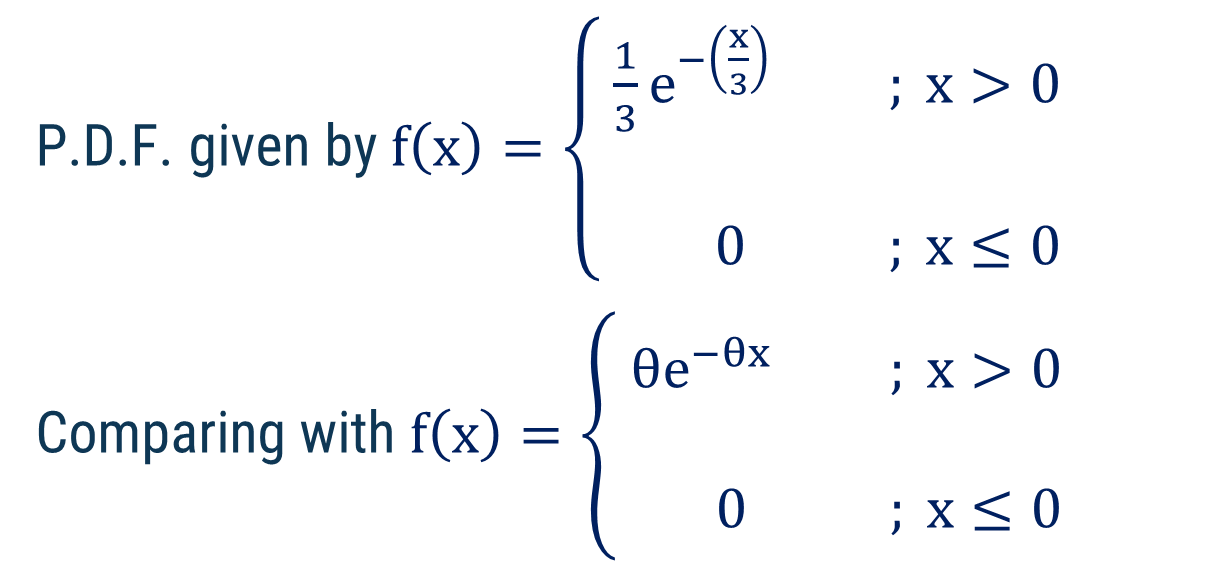 P.D.F. given by f(x) = { 1/3 e^−(x/3) ; x > 0
0 ; x ≤ 0
Comparing with f(x) = { θe^−θx ; x > 0
0 ; x ≤ 0